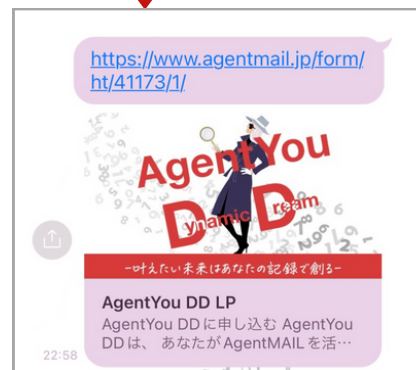 https://www.agentmail.jp/form/
ht/41173/1/
AgentYou
Dynamic Dream
-叶えたい未来はあなたの記録で創る-
AgentYou DD LP
AgentYou DDに申し込む AgentYou
DDは、 あなたがAgentMAILを活…
22:58